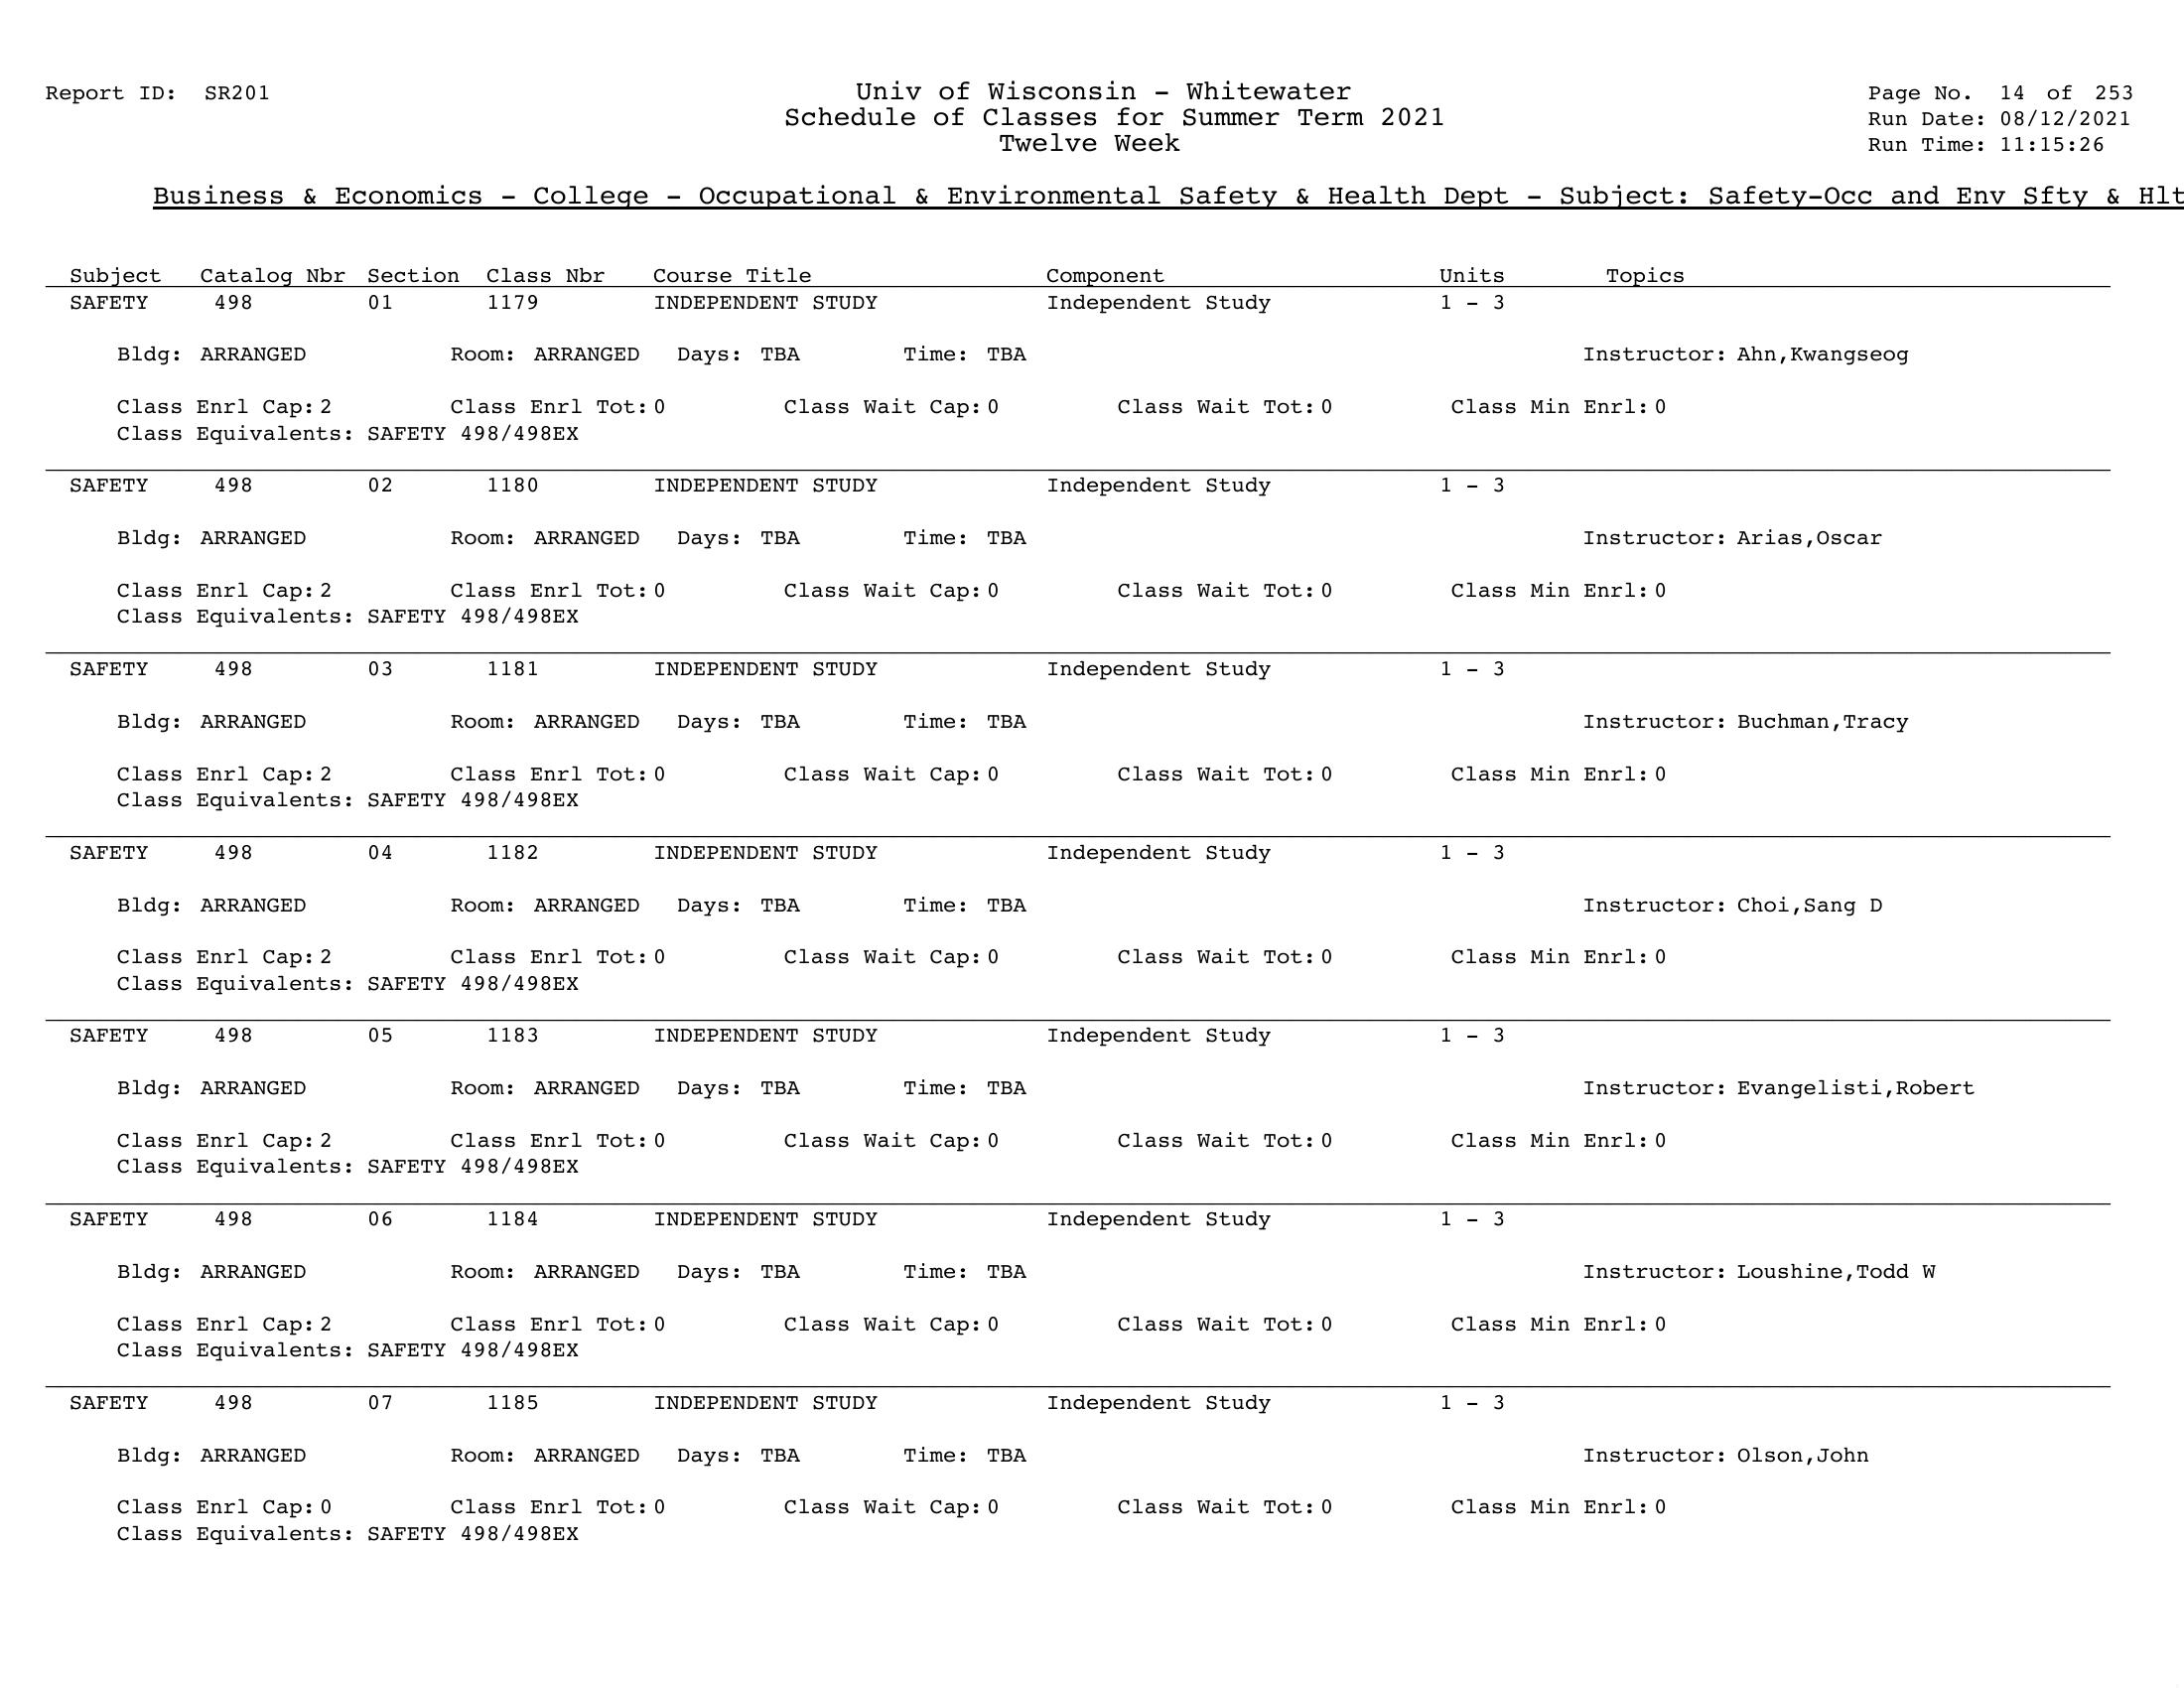 Report ID: SR201 Univ of Wisconsin - Whitewater Page No. 14 of 253
Schedule of Classes for Summer Term 2021 Run Date: 08/12/2021
Twelve Week Run Time: 11:15:26
Business & Economics - College - Occupational & Environmental Safety & Health Dept - Subject: Safety-Occ and Env Sfty & Hlt
Subject Catalog Nbr Section Class Nbr Course Title Component Units Topics
SAFETY 498 01 1179 INDEPENDENT STUDY Independent Study 1 - 3
Bldg: ARRANGED Room: ARRANGED Days: TBA Time: TBA Instructor: Ahn,Kwangseog
Class Enrl Cap: 2 Class Enrl Tot: 0 Class Wait Cap: 0 Class Wait Tot: 0 Class Min Enrl: 0
Class Equivalents: SAFETY 498/498EX
SAFETY 498 02 1180 INDEPENDENT STUDY Independent Study 1 - 3
Bldg: ARRANGED Room: ARRANGED Days: TBA Time: TBA Instructor: Arias,Oscar
Class Enrl Cap: 2 Class Enrl Tot: 0 Class Wait Cap: 0 Class Wait Tot: 0 Class Min Enrl: 0
Class Equivalents: SAFETY 498/498EX
SAFETY 498 03 1181 INDEPENDENT STUDY Independent Study 1 - 3
Bldg: ARRANGED Room: ARRANGED Days: TBA Time: TBA Instructor: Buchman,Tracy
Class Enrl Cap: 2 Class Enrl Tot: 0 Class Wait Cap: 0 Class Wait Tot: 0 Class Min Enrl: 0
Class Equivalents: SAFETY 498/498EX
SAFETY 498 04 1182 INDEPENDENT STUDY Independent Study 1 - 3
Bldg: ARRANGED Room: ARRANGED Days: TBA Time: TBA Instructor: Choi,Sang D
Class Enrl Cap: 2 Class Enrl Tot: 0 Class Wait Cap: 0 Class Wait Tot: 0 Class Min Enrl: 0
Class Equivalents: SAFETY 498/498EX
SAFETY 498 05 1183 INDEPENDENT STUDY Independent Study 1 - 3
Bldg: ARRANGED Room: ARRANGED Days: TBA Time: TBA Instructor: Evangelisti,Robert
Class Enrl Cap: 2 Class Enrl Tot: 0 Class Wait Cap: 0 Class Wait Tot: 0 Class Min Enrl: 0
Class Equivalents: SAFETY 498/498EX
SAFETY 498 06 1184 INDEPENDENT STUDY Independent Study 1 - 3
Bldg: ARRANGED Room: ARRANGED Days: TBA Time: TBA Instructor: Loushine,Todd W
Class Enrl Cap: 2 Class Enrl Tot: 0 Class Wait Cap: 0 Class Wait Tot: 0 Class Min Enrl: 0
Class Equivalents: SAFETY 498/498EX
SAFETY 498 07 1185 INDEPENDENT STUDY Independent Study 1 - 3
Bldg: ARRANGED Room: ARRANGED Days: TBA Time: TBA Instructor: Olson,John
Class Enrl Cap: 0 Class Enrl Tot: 0 Class Wait Cap: 0 Class Wait Tot: 0 Class Min Enrl: 0
Class Equivalents: SAFETY 498/498EX